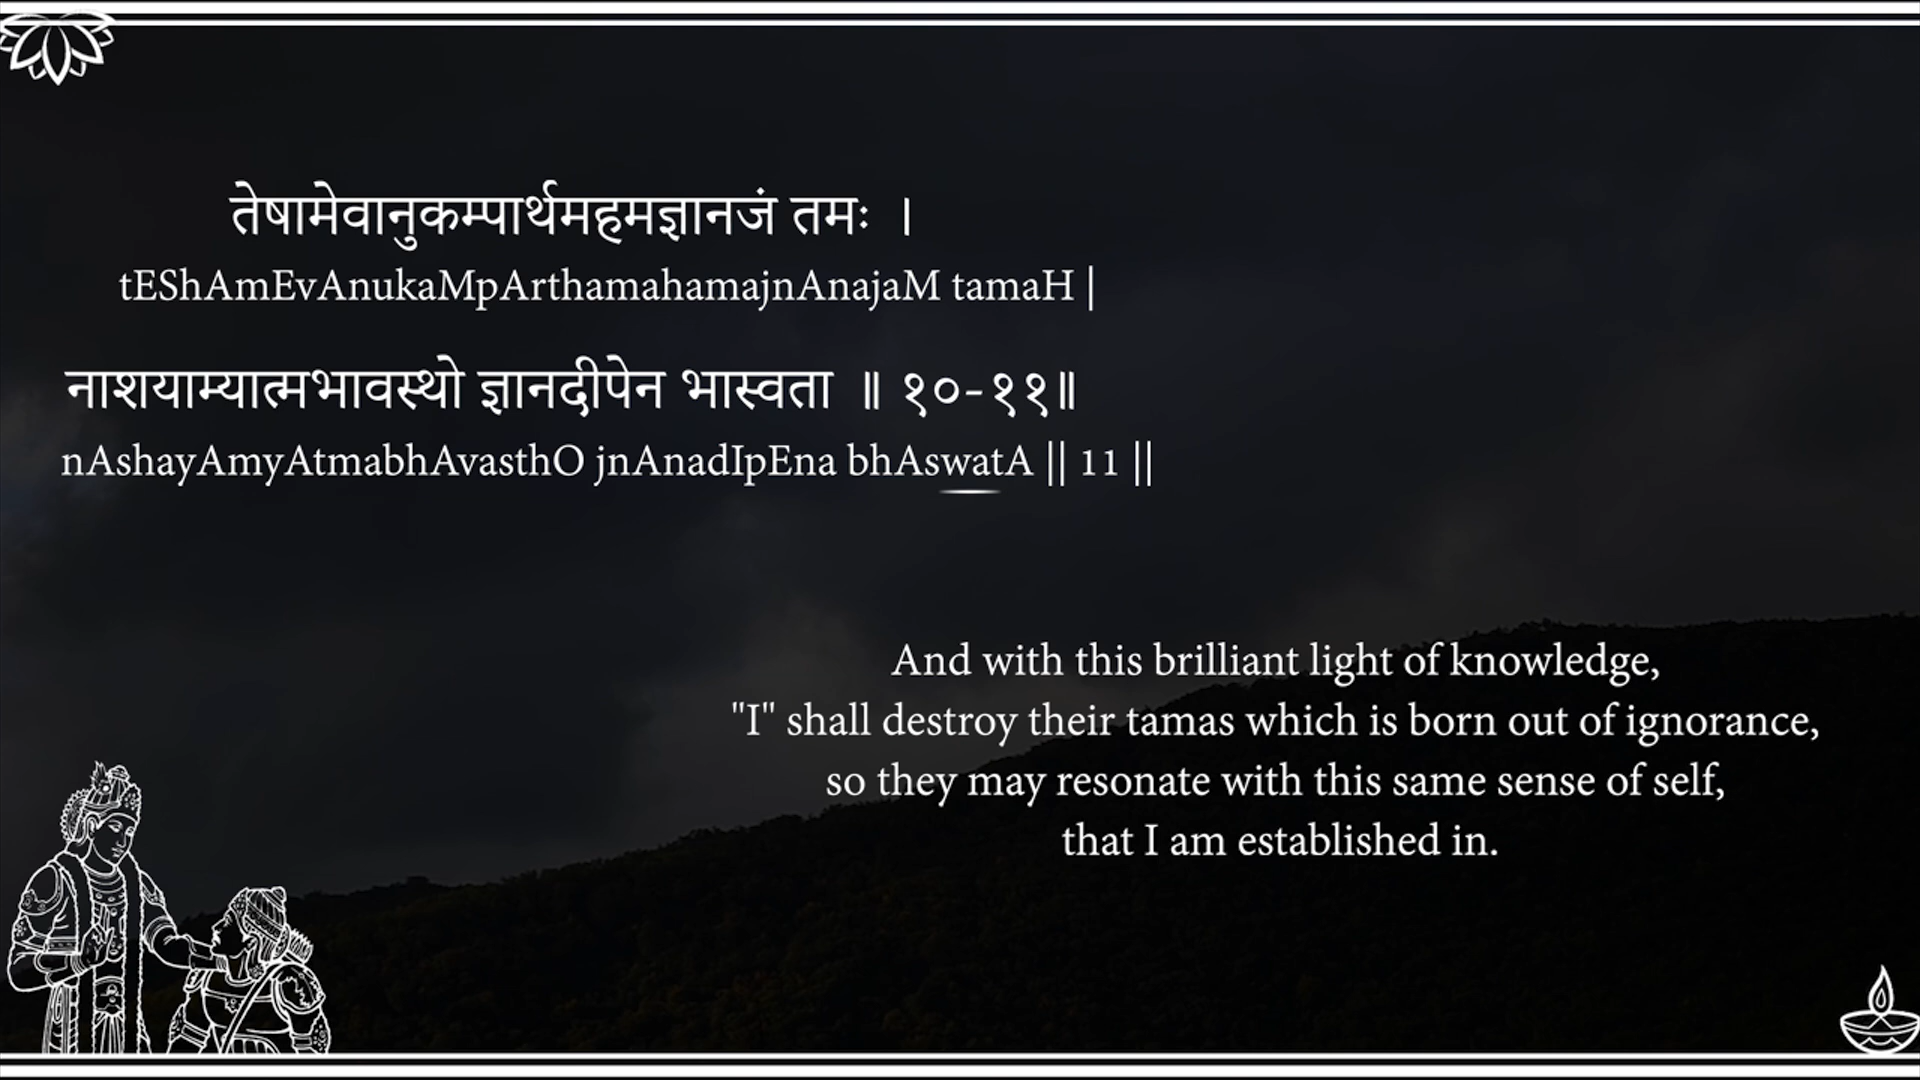 तेषामेवानुकम्पार्थमहमज्ञानजं तमः ।
tEShAmEvAnukaMpArthamahamajnAnajaM tamaH |
नाशयाम्यात्मभावस्थो ज्ञानदीपेन भास्वता ॥ १०-११॥
nAshayAmyAtmabhAvasthO jnAnadIpEna bhAswatA || 11 ||
And with this brilliant light of knowledge,
"I" shall destroy their tamas which is born out of ignorance,
so they may resonate with this same sense of self,
that I am established in.